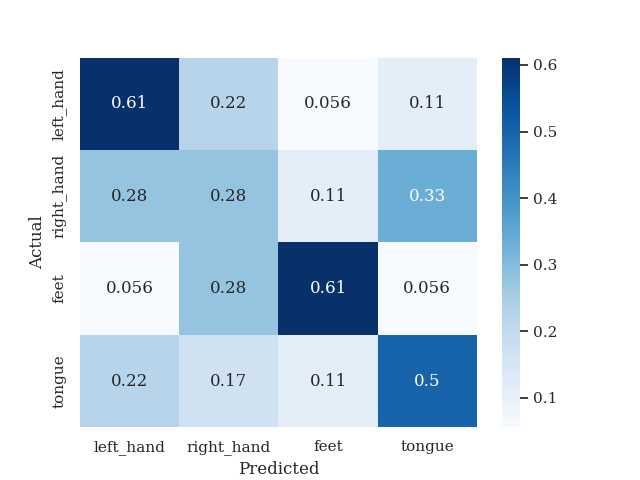 Actual
left_hand
0.61 0.22 0.056 0.11
right_hand
0.28 0.28 0.11 0.33
feet
0.056 0.28 0.61 0.056
tongue
0.22 0.17 0.11 0.5
left_hand right_hand feet tongue
Predicted
0.6
0.5
0.4
0.3
0.2
0.1